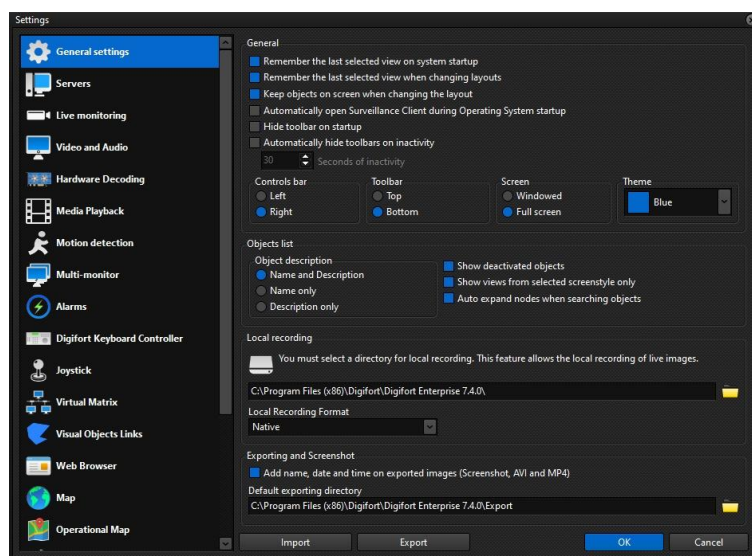 Settings
General settings
Servers
Live monitoring
Video and Audio
Hardware Decoding
Media Playback
Motion detection
Multi-monitor
Alarms
Digifort Keyboard Controller
Joystick
Virtual Matrix
Visual Objects Links
Web Browser
Map
Operational Map
General
Remember the last selected view on system startup
Remember the last selected view when changing layouts
Keep objects on screen when changing the layout
Automatically open Surveillance Client during Operating System startup
Hide toolbar on startup
Automatically hide toolbars on inactivity
30 Seconds of inactivity
Controls bar
Left
Right
Toolbar
Top
Bottom
Screen
Windowed
Full screen
Theme
Blue
Objects list
Object description
Name and Description
Name only
Description only
Show deactivated objects
Show views from selected screenstyle only
Auto expand nodes when searching objects
Local recording
You must select a directory for local recording. This feature allows the local recording of live images.
C:\Program Files (x86)\Digifort\Digifort Enterprise 7.4.0\
Local Recording Format
Native
Exporting and Screenshot
Add name, date and time on exported images (Screenshot, AVI and MP4)
Default exporting directory
C:\Program Files (x86)\Digifort\Digifort Enterprise 7.4.0\Export
Import Export OK Cancel